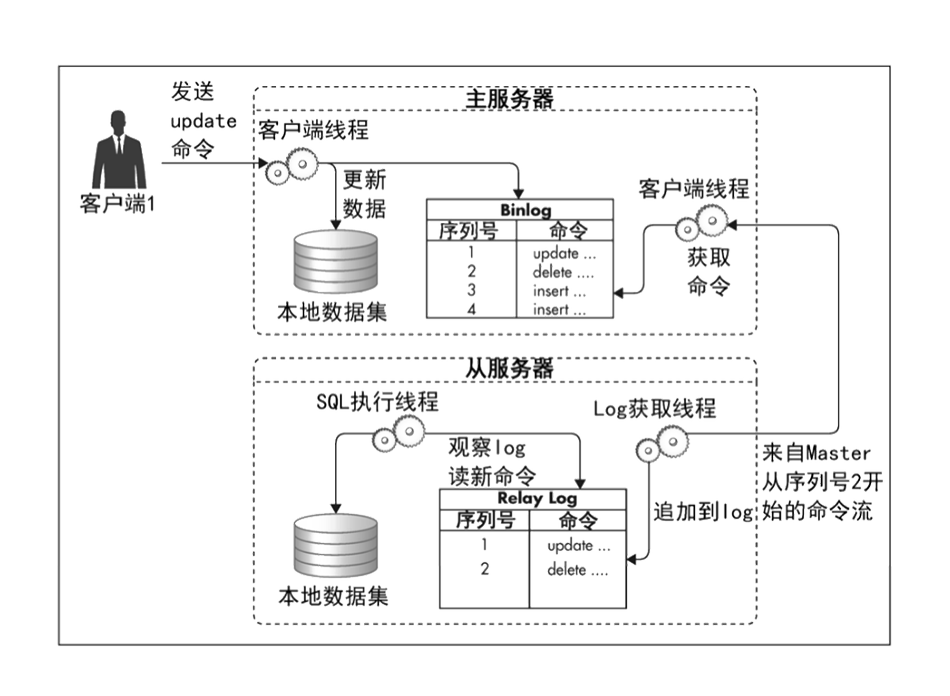 发送
update
命令
客户端1
主服务器
客户端线程
更新
数据
本地数据集
Binlog
序列号 命令
1 update ...
2 delete ....
3 insert ...
4 insert ...
客户端线程
获取
命令
从服务器
SQL执行线程
观察log
读新命令
本地数据集
Relay Log
序列号 命令
1 update ...
2 delete ....
Log获取线程
追加到log
来自Master
从序列号2开
始的命令流